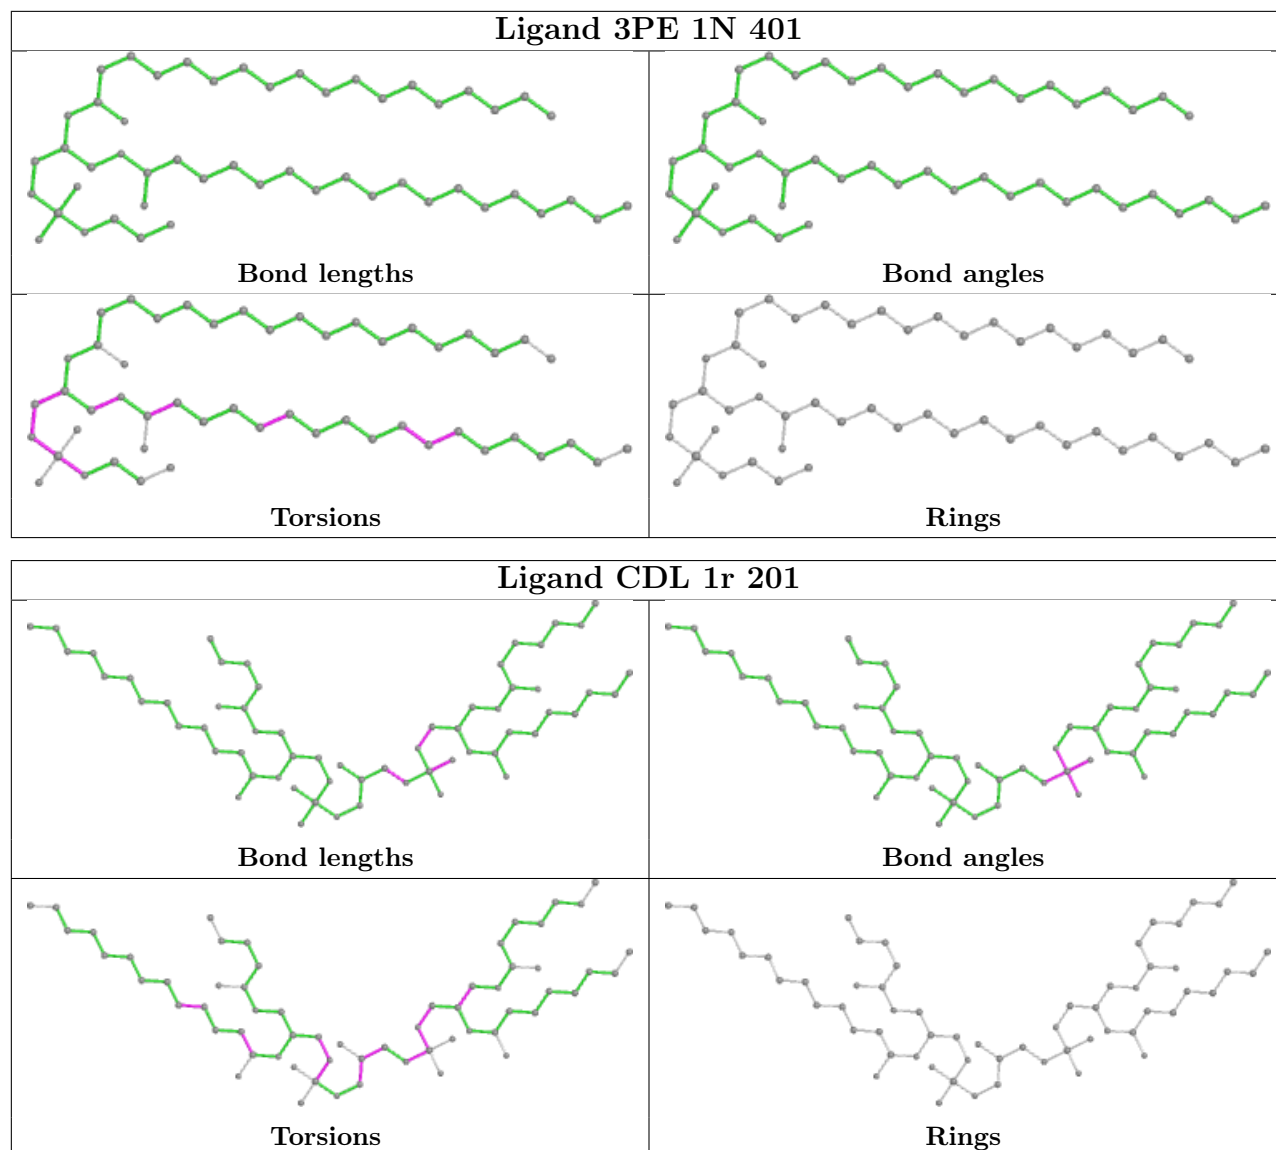 Ligand 3PE 1N 401
Bond lengths
Bond angles
Torsions
Rings
Ligand CDL 1r 201
Bond lengths
Bond angles
Torsions
Rings